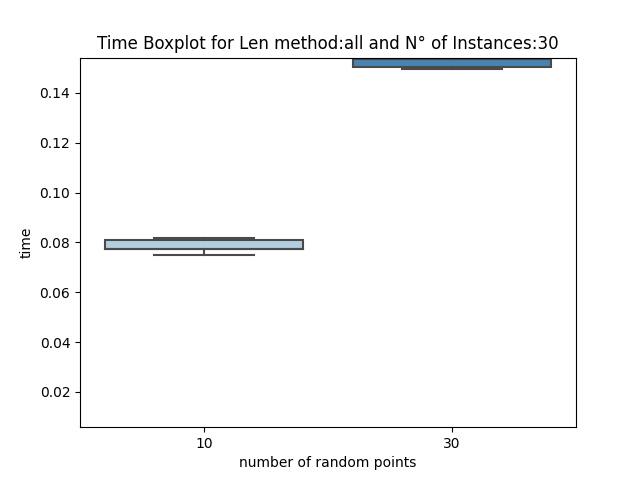 Time Boxplot for Len method:all and N° of Instances:30
0.14
0.12
0.10
0.08
0.06
0.04
0.02
time
10 30
number of random points